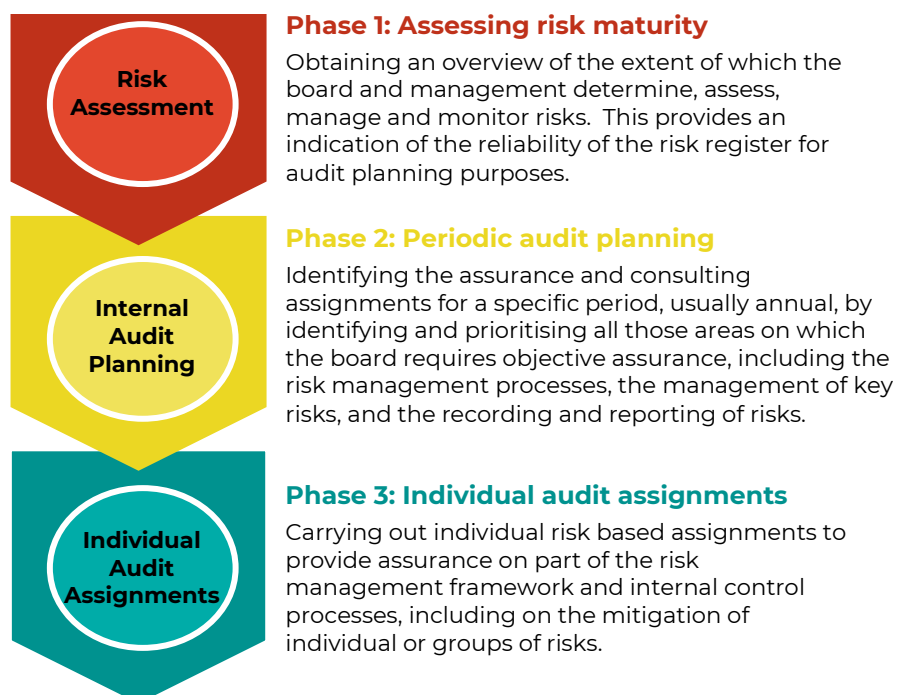 Risk
Assessment
Phase 1: Assessing risk maturity
Obtaining an overview of the extent of which the
board and management determine, assess,
manage and monitor risks.  This provides an
indication of the reliability of the risk register for
audit planning purposes.
Internal
Audit
Planning
Phase 2: Periodic audit planning
Identifying the assurance and consulting
assignments for a specific period, usually annual, by
identifying and prioritising all those areas on which
the board requires objective assurance, including the
risk management processes, the management of key
risks, and the recording and reporting of risks.
Individual
Audit
Assignments
Phase 3: Individual audit assignments
Carrying out individual risk based assignments to
provide assurance on part of the risk
management framework and internal control
processes, including on the mitigation of
individual or groups of risks.